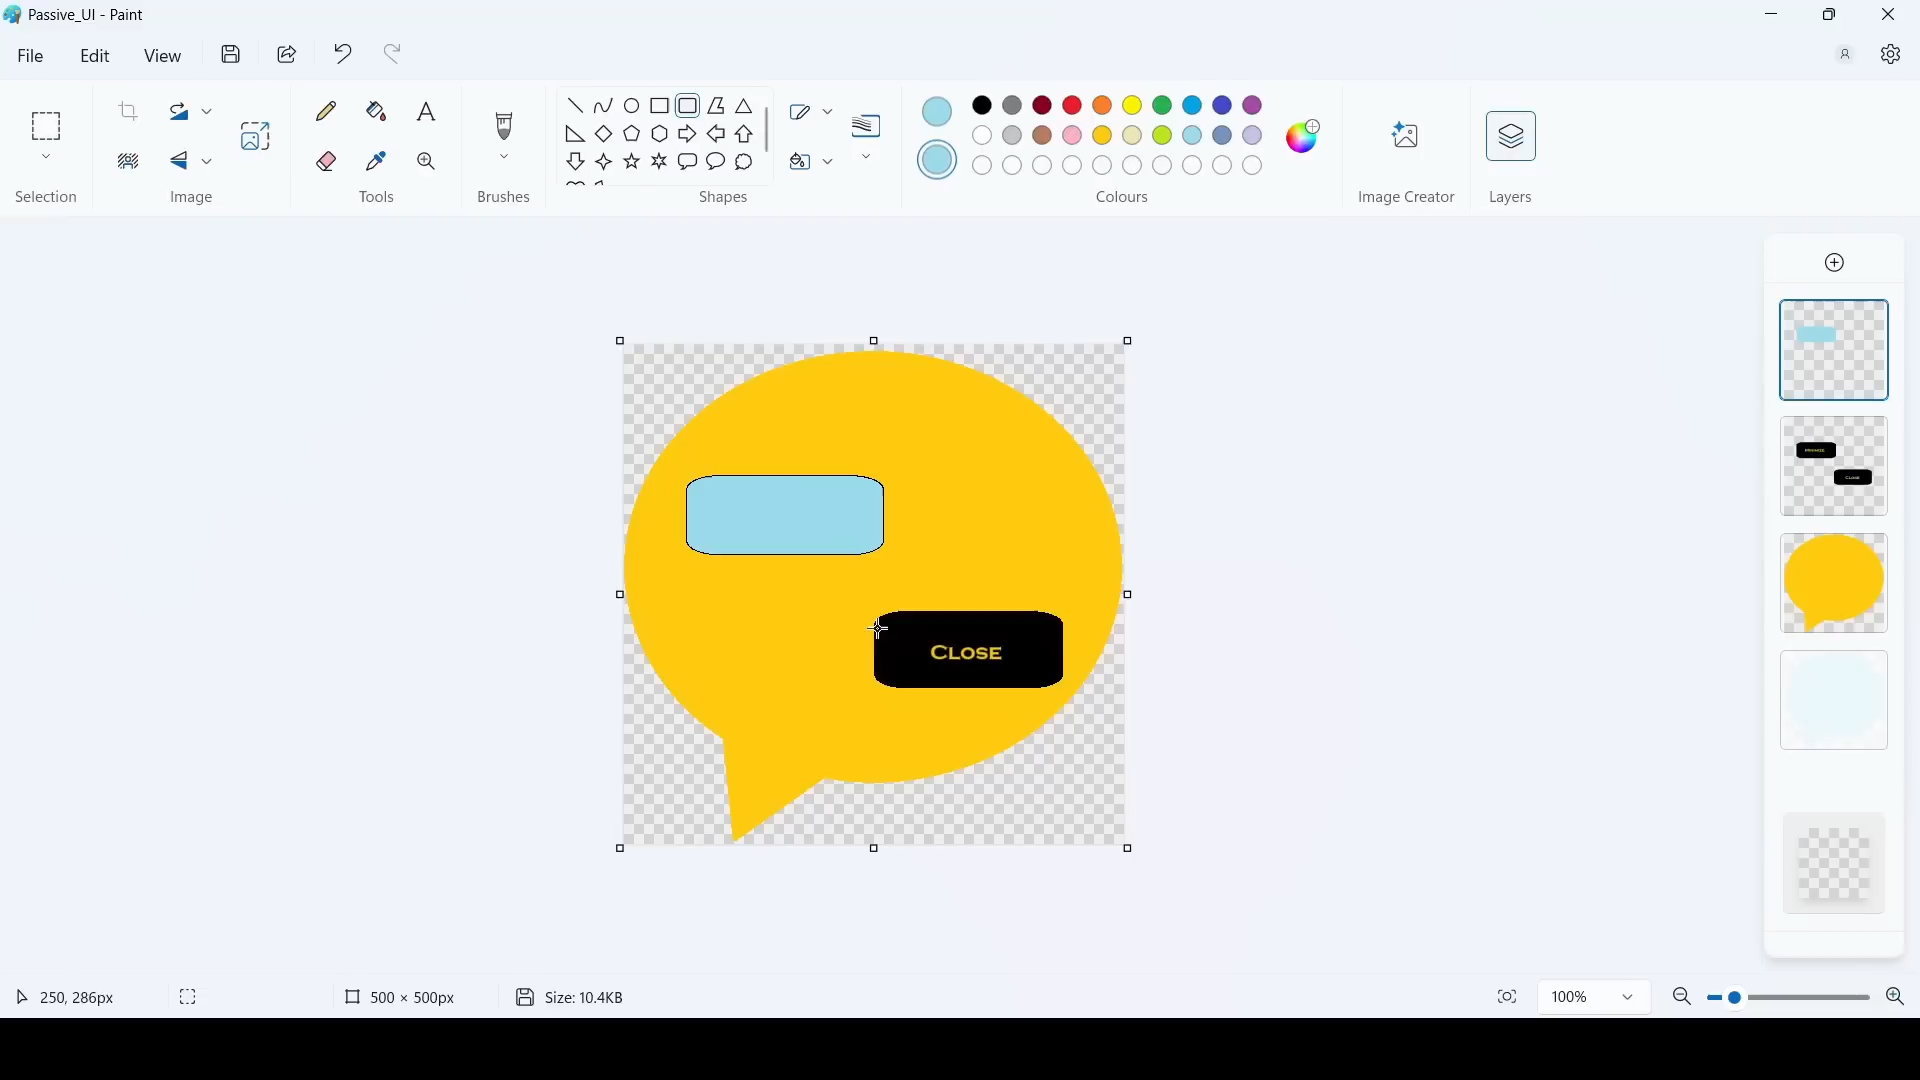 Passive_UI - Paint
File Edit View
Selection Image Tools Brushes Shapes Colours Image Creator Layers
Close
Close
250, 286px 500 × 500px Size: 10.4KB 100%